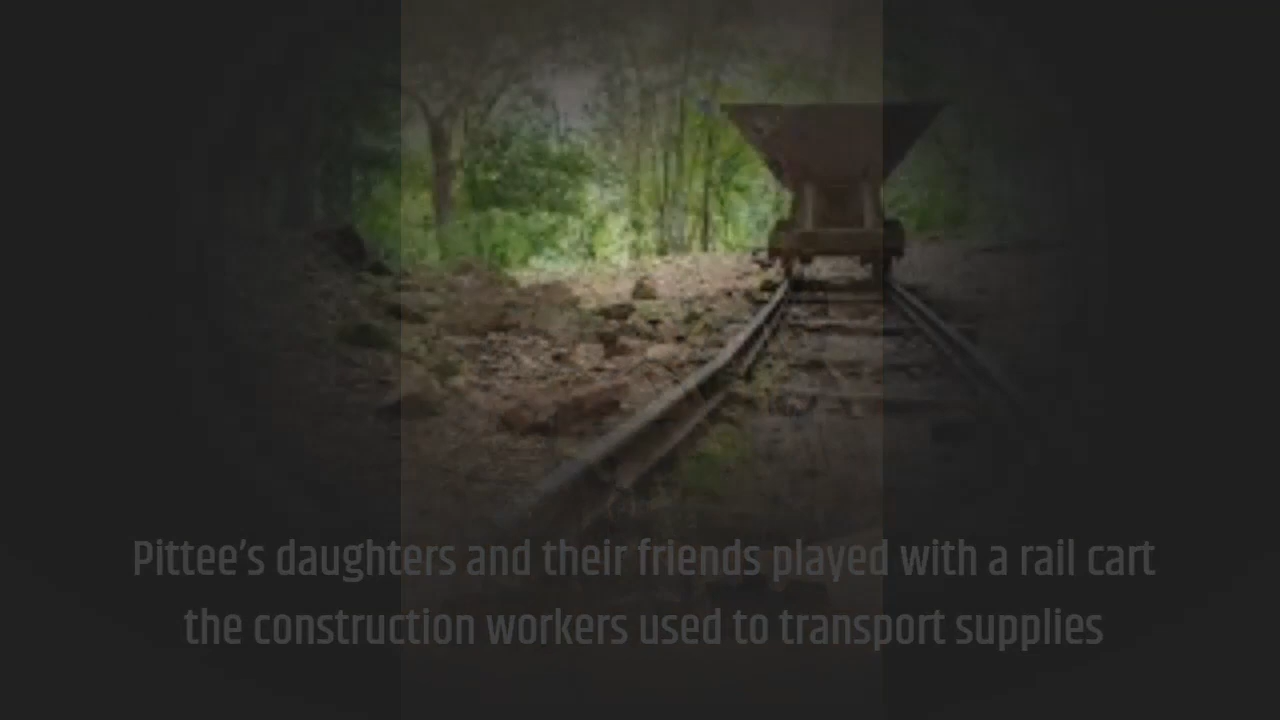 Pittee’s daughters and their friends played with a rail cart
the construction workers used to transport supplies